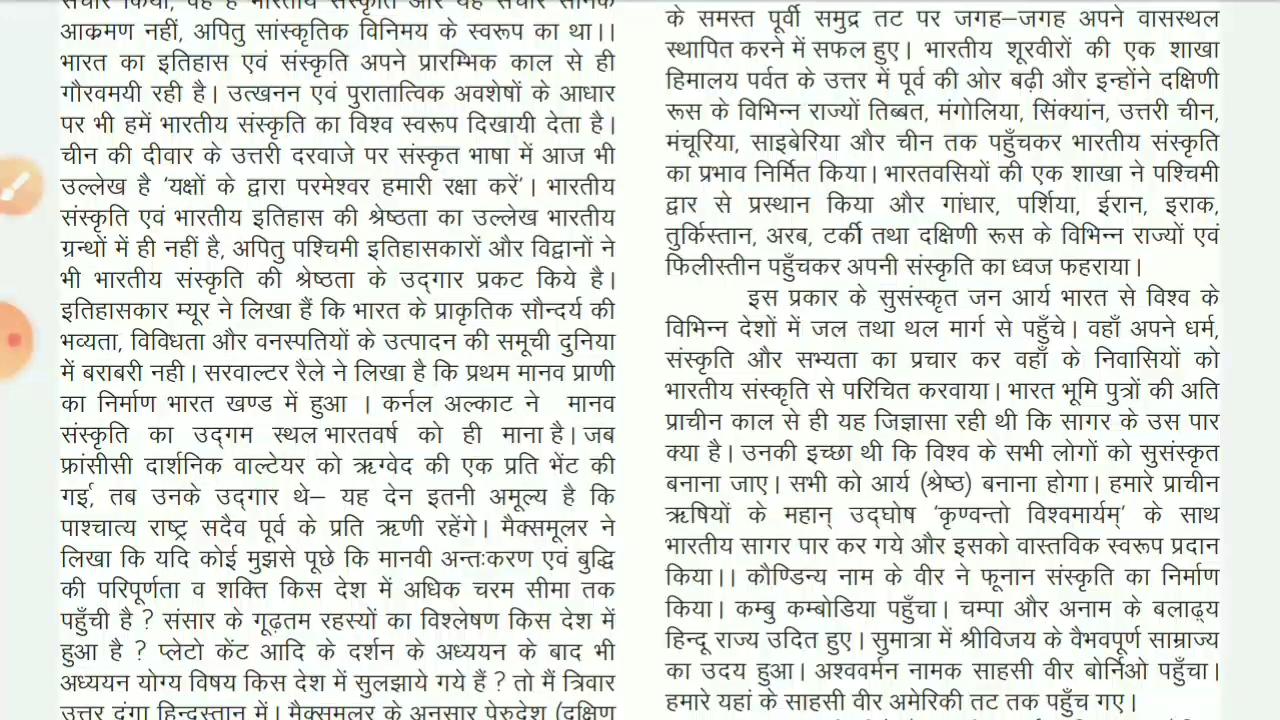 आक्रमण नहीं, अपितु सांस्कृतिक विनिमय के स्वरूप का था।।
भारत का इतिहास एवं संस्कृति अपने प्रारम्भिक काल से ही
गौरवमयी रही है। उत्खनन एवं पुरातात्विक अवशेषों के आधार
पर भी हमें भारतीय संस्कृति का विश्व स्वरूप दिखायी देता है।
चीन की दीवार के उत्तरी दरवाजे पर संस्कृत भाषा में आज भी
उल्लेख है 'यक्षों के द्वारा परमेश्वर हमारी रक्षा करें'। भारतीय
संस्कृति एवं भारतीय इतिहास की श्रेष्ठता का उल्लेख भारतीय
ग्रन्थों में ही नहीं है, अपितु पश्चिमी इतिहासकारों और विद्वानों ने
भी भारतीय संस्कृति की श्रेष्ठता के उद्गार प्रकट किये है।
इतिहासकार म्यूर ने लिखा हैं कि भारत के प्राकृतिक सौन्दर्य की
भव्यता, विविधता और वनस्पतियों के उत्पादन की समूची दुनिया
में बराबरी नही। सरवाल्टर रैले ने लिखा है कि प्रथम मानव प्राणी
का निर्माण भारत खण्ड में हुआ । कर्नल अल्काट ने मानव
संस्कृति का उद्गम स्थल भारतवर्ष को ही माना है। जब
फ्रांसीसी दार्शनिक वाल्टेयर को ऋग्वेद की एक प्रति भेंट की
गई, तब उनके उद्गार थे– यह देन इतनी अमूल्य है कि
पाश्चात्य राष्ट्र सदैव पूर्व के प्रति ऋणी रहेंगे। मैक्समूलर ने
लिखा कि यदि कोई मुझसे पूछे कि मानवी अन्तःकरण एवं बुद्धि
की परिपूर्णता व शक्ति किस देश में अधिक चरम सीमा तक
पहुँची है ? संसार के गूढ़तम रहस्यों का विश्लेषण किस देश में
हुआ है ? प्लेटो केंट आदि के दर्शन के अध्ययन के बाद भी
अध्ययन योग्य विषय किस देश में सुलझाये गये हैं ? तो मैं त्रिवार
उत्तर दूंगा हिन्दुस्तान में। मैक्समूलर के अनुसार पेरुदेश (दक्षिण
के समस्त पूर्वी समुद्र तट पर जगह–जगह अपने वासस्थल
स्थापित करने में सफल हुए। भारतीय शूरवीरों की एक शाखा
हिमालय पर्वत के उत्तर में पूर्व की ओर बढ़ी और इन्होंने दक्षिणी
रूस के विभिन्न राज्यों तिब्बत, मंगोलिया, सिंक्यांन, उत्तरी चीन,
मंचूरिया, साइबेरिया और चीन तक पहुँचकर भारतीय संस्कृति
का प्रभाव निर्मित किया। भारतवसियों की एक शाखा ने पश्चिमी
द्वार से प्रस्थान किया और गांधार, पर्शिया, ईरान, इराक,
तुर्किस्तान, अरब, टर्की तथा दक्षिणी रूस के विभिन्न राज्यों एवं
फिलीस्तीन पहुँचकर अपनी संस्कृति का ध्वज फहराया।
इस प्रकार के सुसंस्कृत जन आर्य भारत से विश्व के
विभिन्न देशों में जल तथा थल मार्ग से पहुँचे। वहाँ अपने धर्म,
संस्कृति और सभ्यता का प्रचार कर वहाँ के निवासियों को
भारतीय संस्कृति से परिचित करवाया। भारत भूमि पुत्रों की अति
प्राचीन काल से ही यह जिज्ञासा रही थी कि सागर के उस पार
क्या है। उनकी इच्छा थी कि विश्व के सभी लोगों को सुसंस्कृत
बनाना जाए। सभी को आर्य (श्रेष्ठ) बनाना होगा। हमारे प्राचीन
ऋषियों के महान् उद्घोष 'कृण्वन्तो विश्वमार्यम्' के साथ
भारतीय सागर पार कर गये और इसको वास्तविक स्वरूप प्रदान
किया।। कौण्डिन्य नाम के वीर ने फूनान संस्कृति का निर्माण
किया। कम्बु कम्बोडिया पहुँचा। चम्पा और अनाम के बलाढ्य
हिन्दू राज्य उदित हुए। सुमात्रा में श्रीविजय के वैभवपूर्ण साम्राज्य
का उदय हुआ। अश्ववर्मन नामक साहसी वीर बोर्निओ पहुँचा।
हमारे यहां के साहसी वीर अमेरिकी तट तक पहुँच गए।